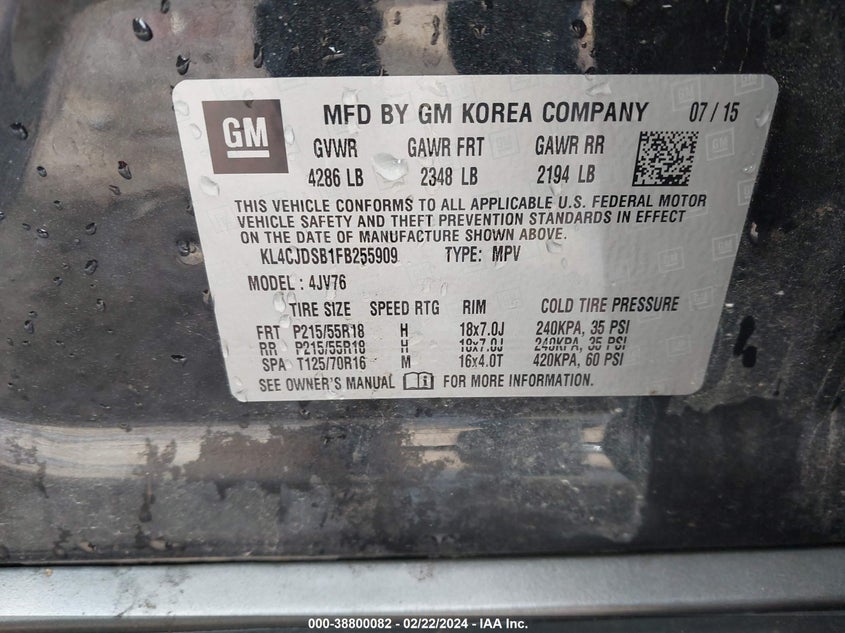 GM MFD BY GM KOREA COMPANY 07 / 15
GVWR GAWR FRT GAWR RR
4286 LB 2348 LB 2194 LB
THIS VEHICLE CONFORMS TO ALL APPLICABLE U.S. FEDERAL MOTOR
VEHICLE SAFETY AND THEFT PREVENTION STANDARDS IN EFFECT
ON THE DATE OF MANUFACTURE SHOWN ABOVE.
KL4CJDSB1FB255909 TYPE: MPV
MODEL : 4JV76
TIRE SIZE SPEED RTG RIM COLD TIRE PRESSURE
FRT P215/55R18 H 18x7.0J 240KPA, 35 PSI
RR P215/55R18 H 18x7.0J 240KPA, 35 PSI
SPA T125/70R16 M 16x4.0T 420KPA, 60 PSI
SEE OWNER'S MANUAL FOR MORE INFORMATION.
000-38800082 - 02/22/2024 - IAA Inc.